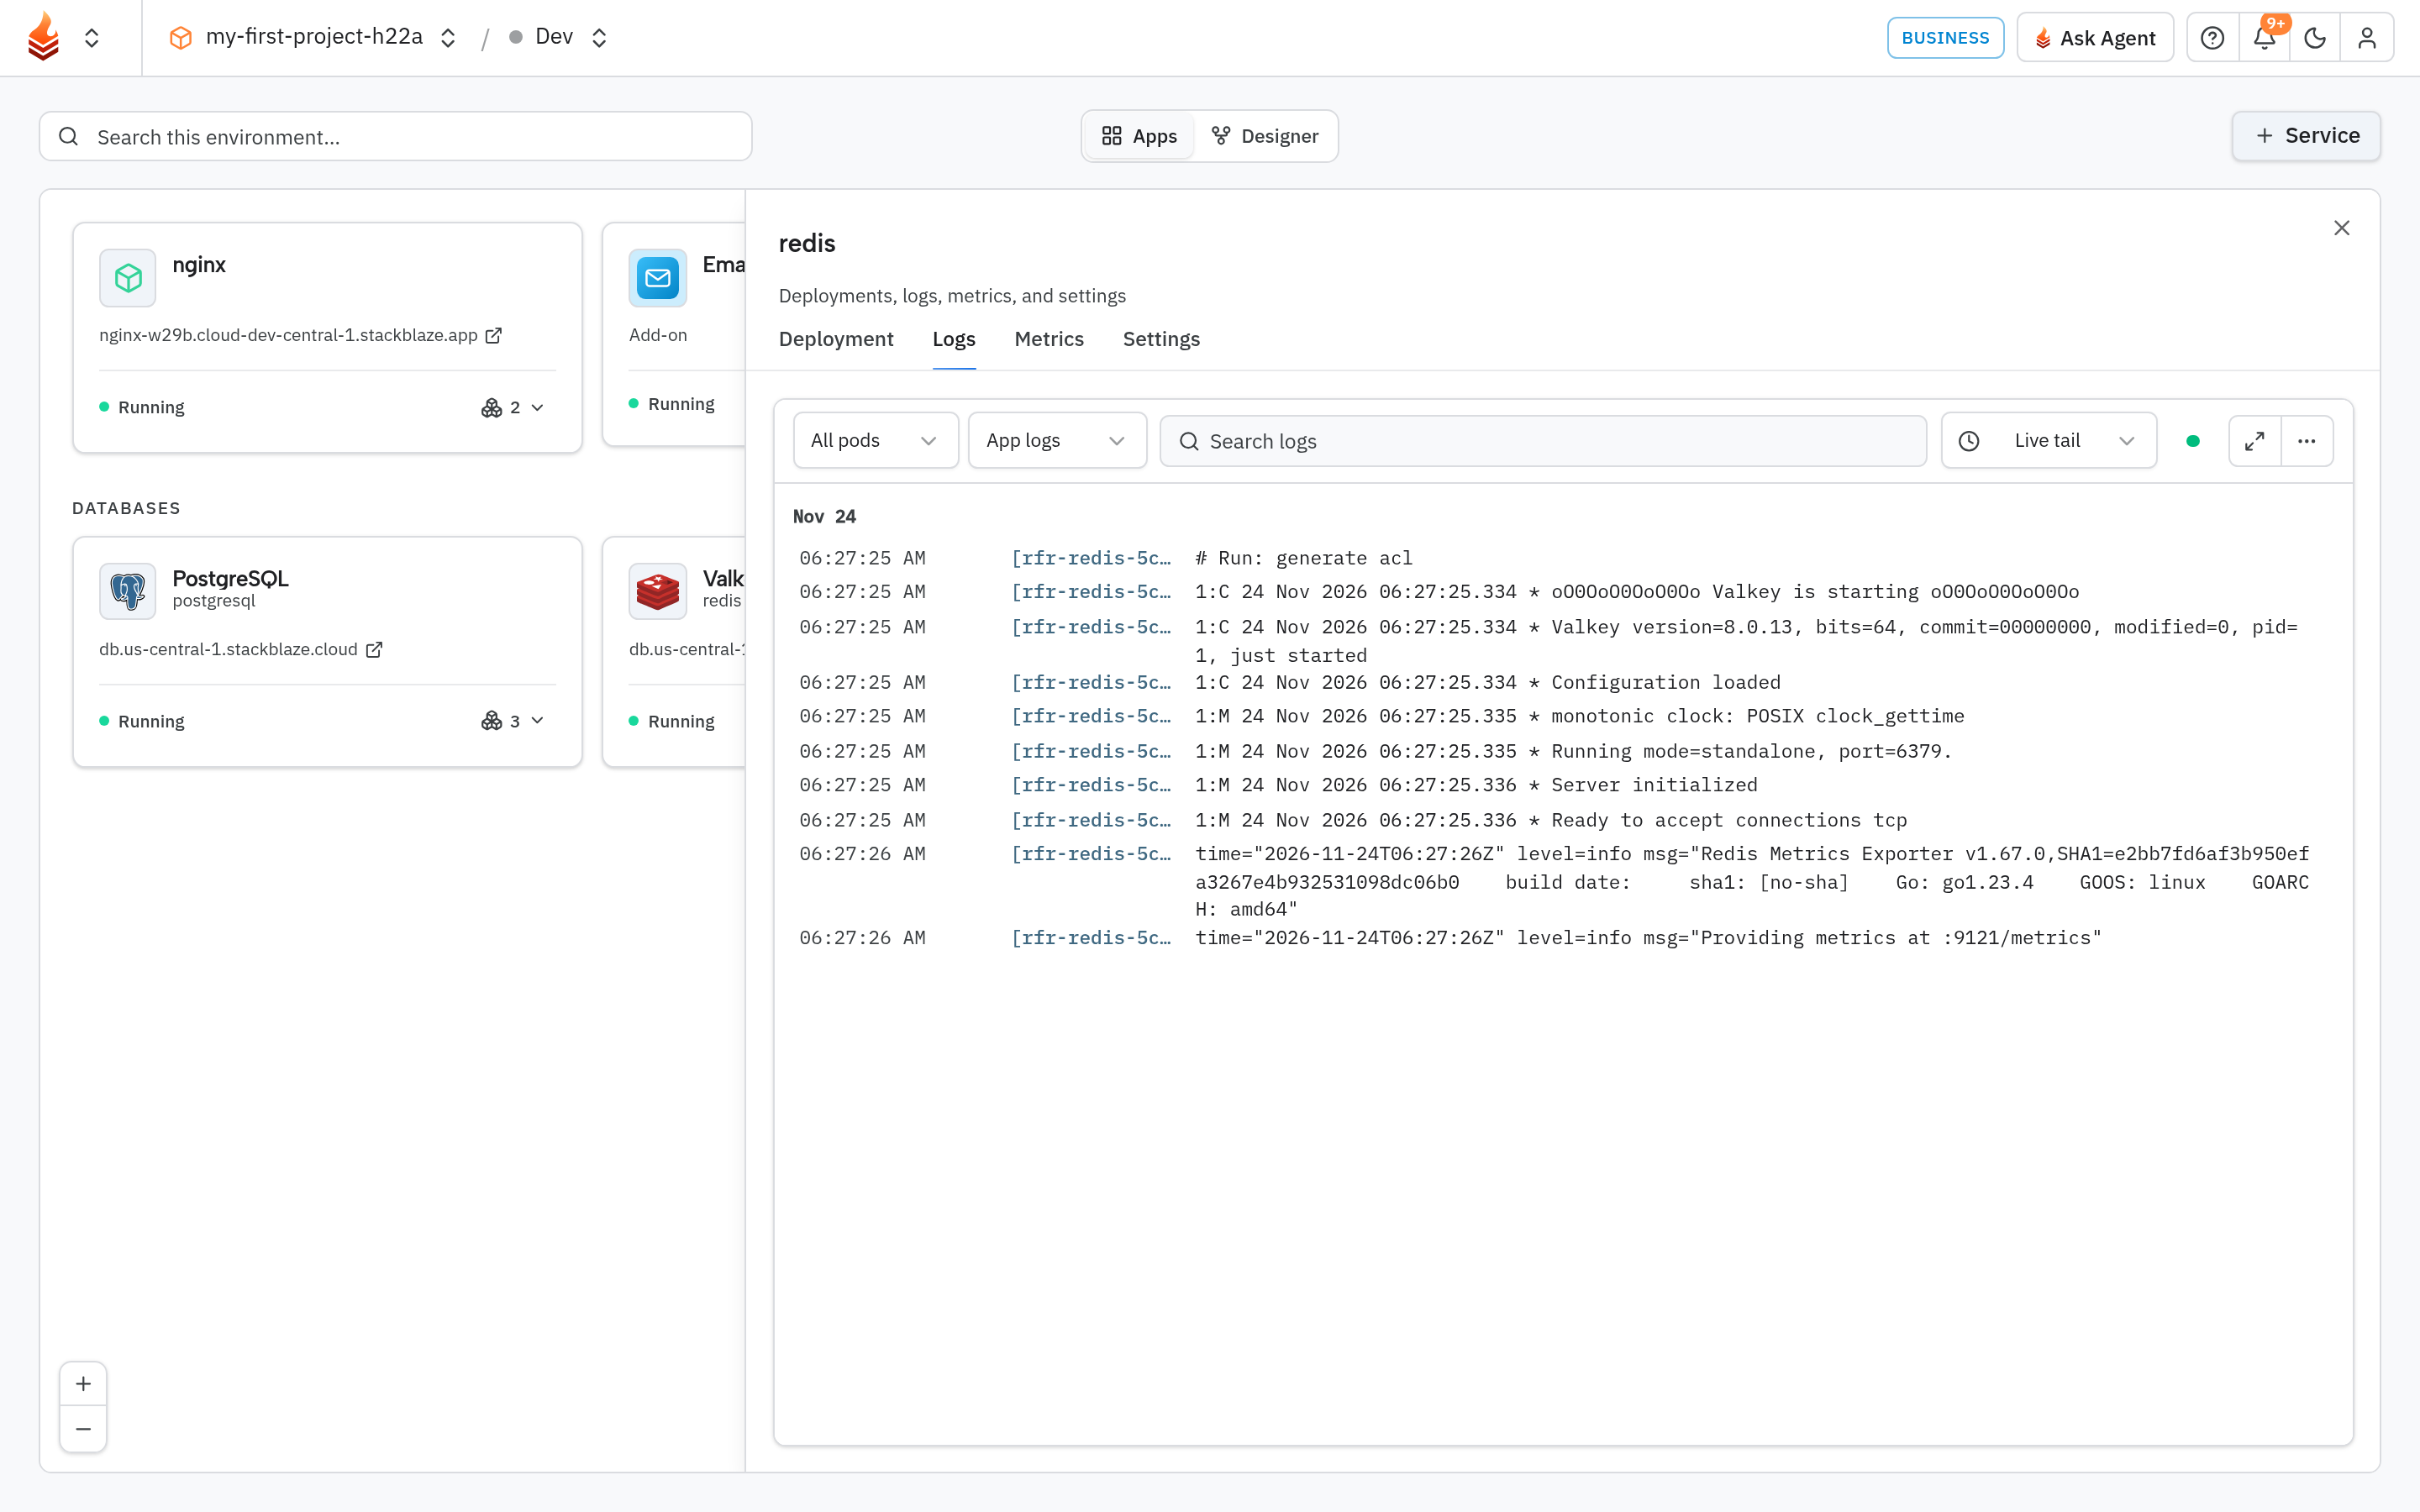 my-first-project-h22a / Dev
BUSINESS
Ask Agent
9+
Search this environment...
Apps
Designer
+ Service
nginx
nginx-w29b.cloud-dev-central-1.stackblaze.app
Running
2
Ema
Add-on
Running
DATABASES
PostgreSQL
postgresql
db.us-central-1.stackblaze.cloud
Running
3
Valk
redis
db.us-central-1
Running
redis
Deployments, logs, metrics, and settings
Deployment
Logs
Metrics
Settings
All pods
App logs
Search logs
Live tail
Nov 24
06:27:25 AM [rfr-redis-5c… # Run: generate acl
06:27:25 AM [rfr-redis-5c… 1:C 24 Nov 2026 06:27:25.334 * oO0OoO0OoO0Oo Valkey is starting oO0OoO0OoO0Oo
06:27:25 AM [rfr-redis-5c… 1:C 24 Nov 2026 06:27:25.334 * Valkey version=8.0.13, bits=64, commit=00000000, modified=0, pid=
1, just started
06:27:25 AM [rfr-redis-5c… 1:C 24 Nov 2026 06:27:25.334 * Configuration loaded
06:27:25 AM [rfr-redis-5c… 1:M 24 Nov 2026 06:27:25.335 * monotonic clock: POSIX clock_gettime
06:27:25 AM [rfr-redis-5c… 1:M 24 Nov 2026 06:27:25.335 * Running mode=standalone, port=6379.
06:27:25 AM [rfr-redis-5c… 1:M 24 Nov 2026 06:27:25.336 * Server initialized
06:27:25 AM [rfr-redis-5c… 1:M 24 Nov 2026 06:27:25.336 * Ready to accept connections tcp
06:27:26 AM [rfr-redis-5c… time="2026-11-24T06:27:26Z" level=info msg="Redis Metrics Exporter v1.67.0,SHA1=e2bb7fd6af3b950ef
a3267e4b932531098dc06b0    build date:     sha1: [no-sha]    Go: go1.23.4    GOOS: linux    GOARC
H: amd64"
06:27:26 AM [rfr-redis-5c… time="2026-11-24T06:27:26Z" level=info msg="Providing metrics at :9121/metrics"